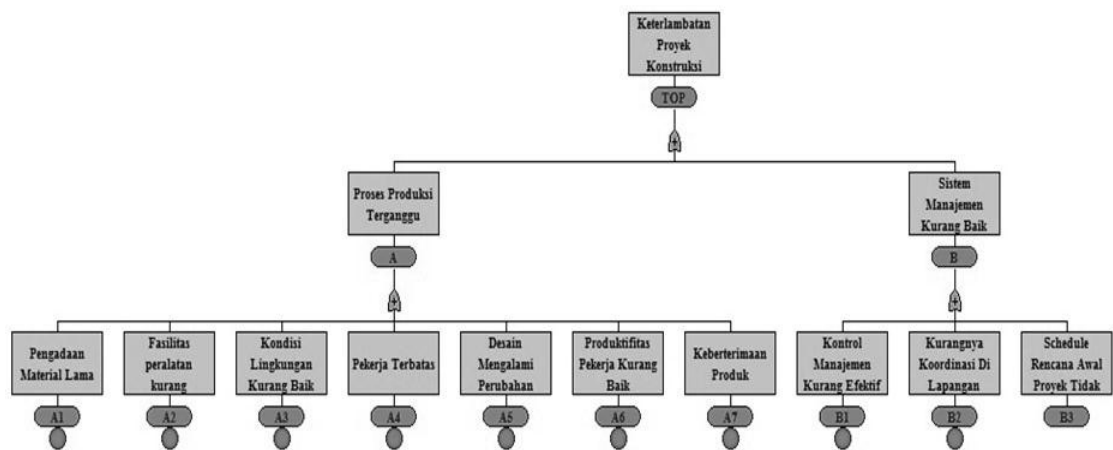 Keterlambatan
Proyek
Konstruksi
TOP
+
Proses Produksi
Terganggu
A
+
Sistem
Manajemen
Kurang Baik
B
+
Pengadaan
Material Lama
A1
Fasilitas
peralatan
kurang
A2
Kondisi
Lingkungan
Kurang Baik
A3
Pekerja Terbatas
A4
Desain
Mengalami
Perubahan
A5
Produktifitas
Pekerja Kurang
Baik
A6
Keberterimaan
Produk
A7
Kontrol
Manajemen
Kurang Efektif
B1
Kurangnya
Koordinasi Di
Lapangan
B2
Schedule
Rencana Awal
Proyek Tidak
B3